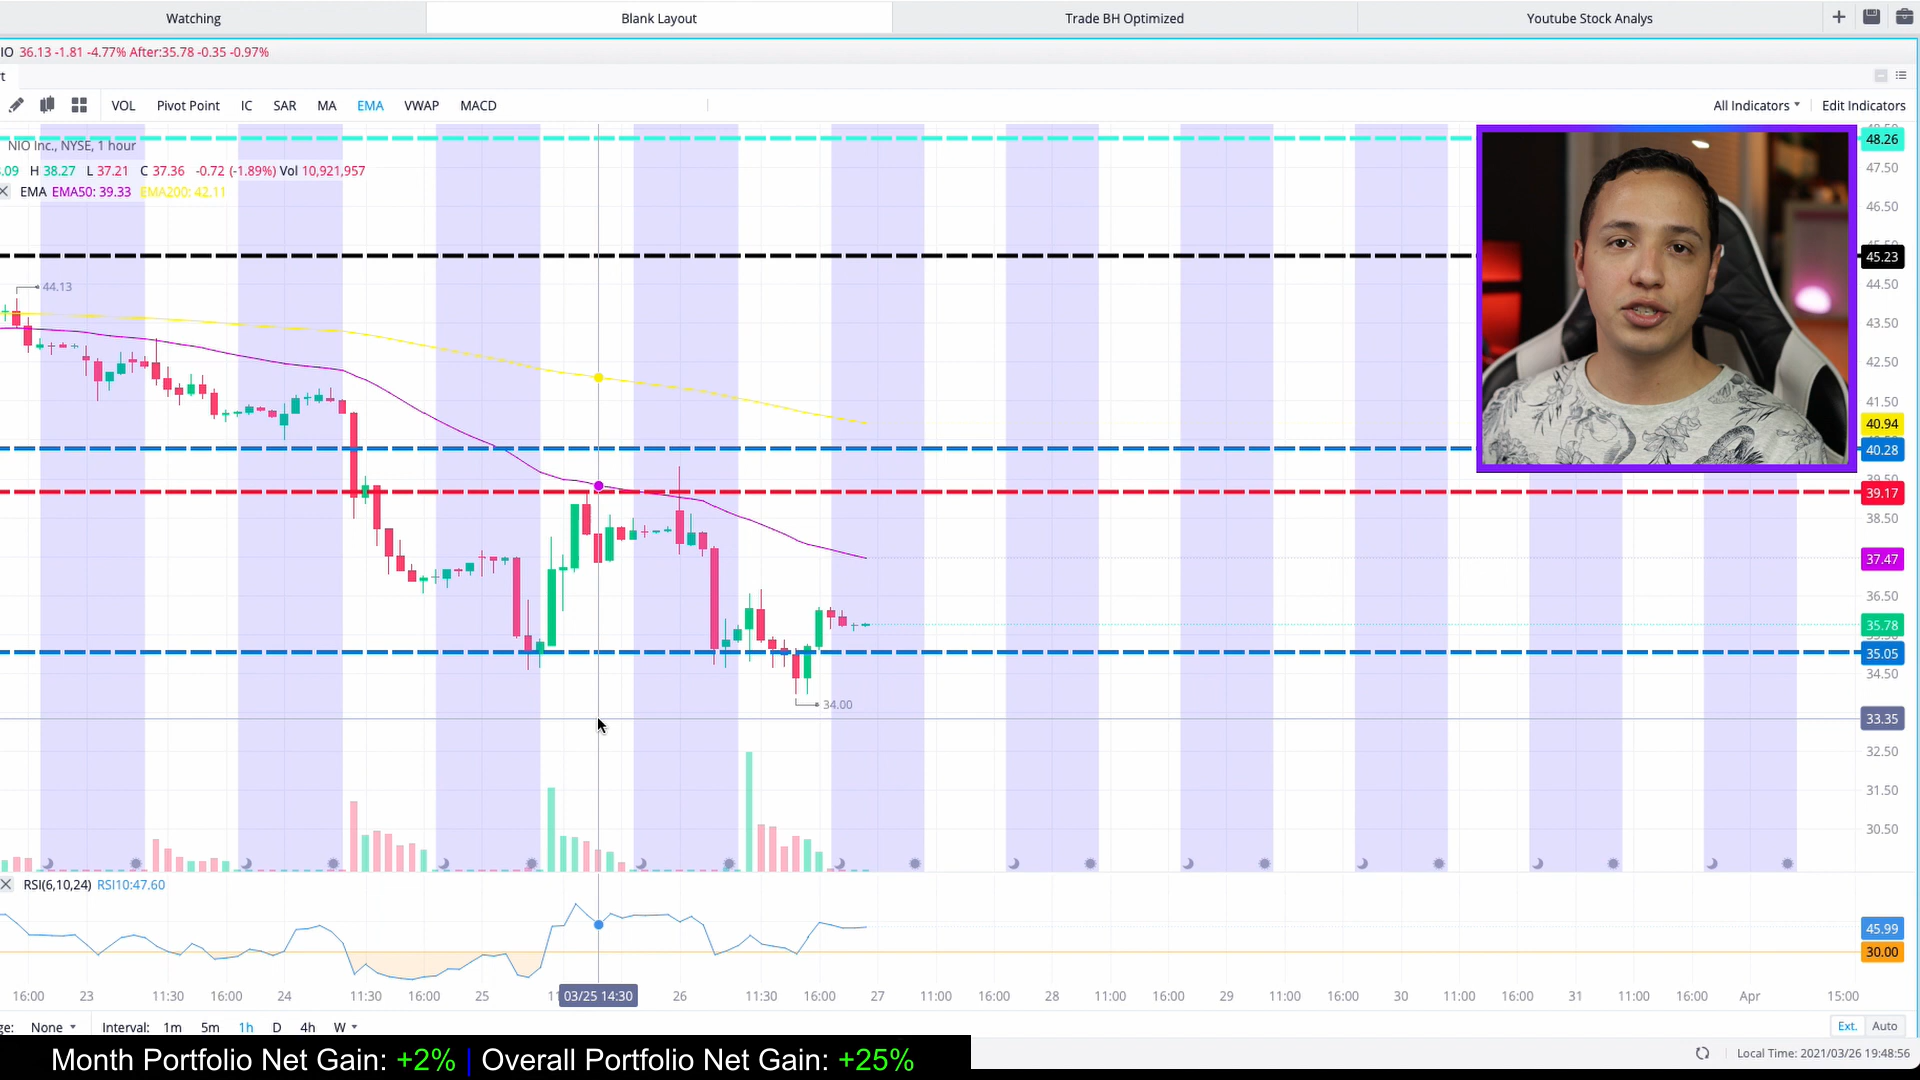 Watching Blank Layout Trade BH Optimized Youtube Stock Analys
IO 36.13 -1.81 -4.77% After:35.78 -0.35 -0.97%
VOL Pivot Point IC SAR MA EMA VWAP MACD All Indicators Edit Indicators
NIO Inc., NYSE, 1 hour
.09 H 38.27 L 37.21 C 37.36 -0.72 (-1.89%) Vol 10,921,957
EMA EMA50: 39.33 EMA200: 42.11
44.13
34.00
48.26
47.50
46.50
45.23
44.50
43.50
42.50
41.50
40.94
40.28
39.17
38.50
37.47
36.50
35.78
35.05
34.50
33.35
32.50
31.50
30.50
RSI(6,10,24) RSI10:47.60
45.99
30.00
16:00 23 11:30 16:00 24 11:30 16:00 25 03/25 14:30 26 11:30 16:00 27 11:00 16:00 28 11:00 16:00 29 11:00 16:00 30 11:00 16:00 31 11:00 16:00 Apr 15:00
ge: None Interval: 1m 5m 1h D 4h W Ext. Auto
Month Portfolio Net Gain: +2% | Overall Portfolio Net Gain: +25%
Local Time: 2021/03/26 19:48:56